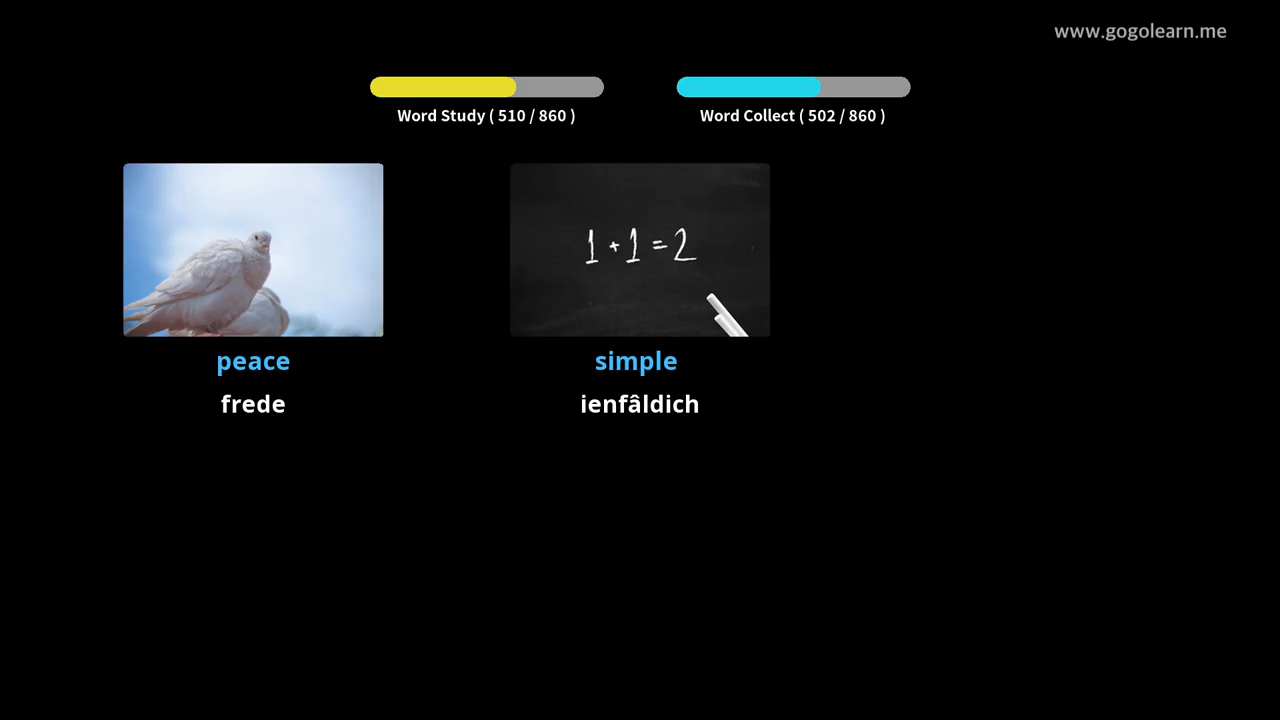 www.gogolearn.me
Word Study ( 510 / 860 )
Word Collect ( 502 / 860 )
1 + 1 = 2
peace
simple
frede
ienfâldich